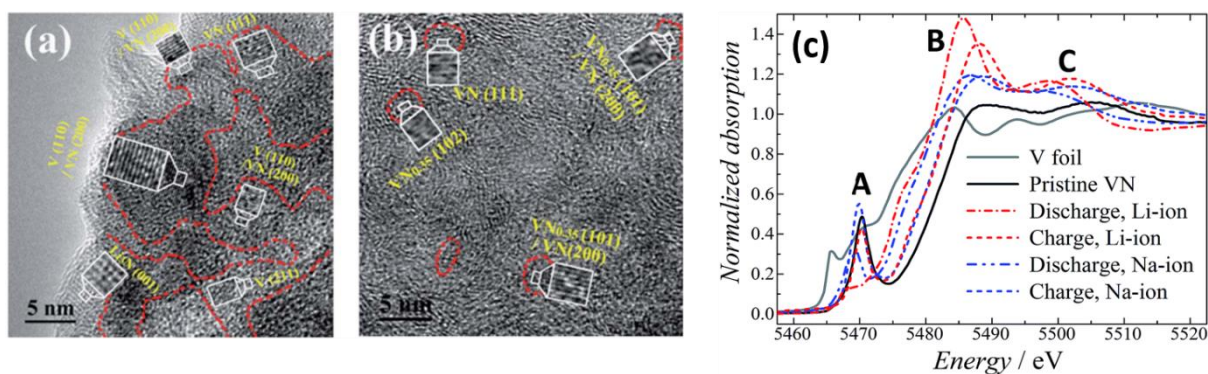 (a)
V (110)
/ VN (200)
VN (111)
V (110)
/ VN (200)
V (110)
VN (200)
Li₃N (001)
V (211)
5 nm
(b)
VN (111)
VN0.35 (101)
/ VN (200)
VN0.35 (102)
VN0.35 (101)
/ VN(200)
5 nm
(c)
B
C
A
Normalized absorption
1.4
1.2
1.0
0.8
0.6
0.4
0.2
0.0
V foil
Pristine VN
Discharge, Li-ion
Charge, Li-ion
Discharge, Na-ion
Charge, Na-ion
5460 5470 5480 5490 5500 5510 5520
Energy / eV